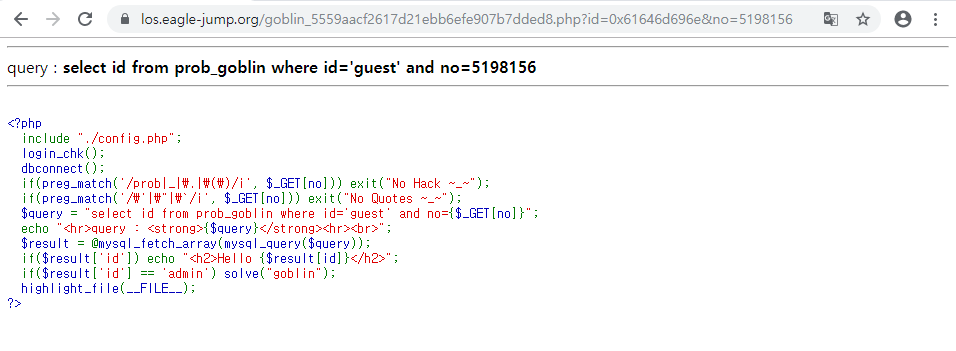 los.eagle-jump.org/goblin_5559aacf2617d21ebb6efe907b7dded8.php?id=0x61646d696e&no=5198156
query : select id from prob_goblin where id='guest' and no=5198156
<?php
  include "./config.php";
  login_chk();
  dbconnect();
  if(preg_match('/prob|_|₩.|₩(₩)/i', $_GET[no])) exit("No Hack ~_~");
  if(preg_match('/₩'|₩"|₩`/i', $_GET[no])) exit("No Quotes ~_~");
  $query = "select id from prob_goblin where id='guest' and no={$_GET[no]}";
  echo "<hr>query : <strong>{$query}</strong><hr><br>";
  $result = @mysql_fetch_array(mysql_query($query));
  if($result['id']) echo "<h2>Hello {$result[id]}</h2>";
  if($result['id'] == 'admin') solve("goblin");
  highlight_file(__FILE__);
?>